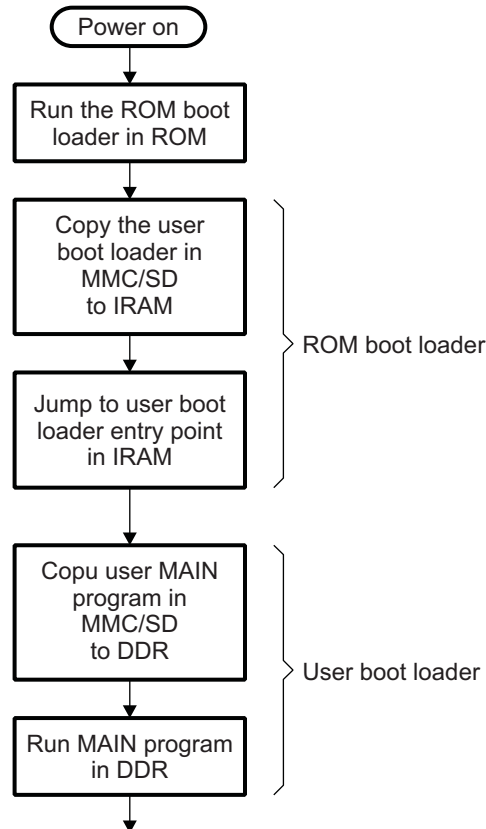 Power on
Run the ROM boot
loader in ROM
Copy the user
boot loader in
MMC/SD
to IRAM
Jump to user boot
loader entry point
in IRAM
ROM boot loader
Copu user MAIN
program in
MMC/SD
to DDR
Run MAIN program
in DDR
User boot loader